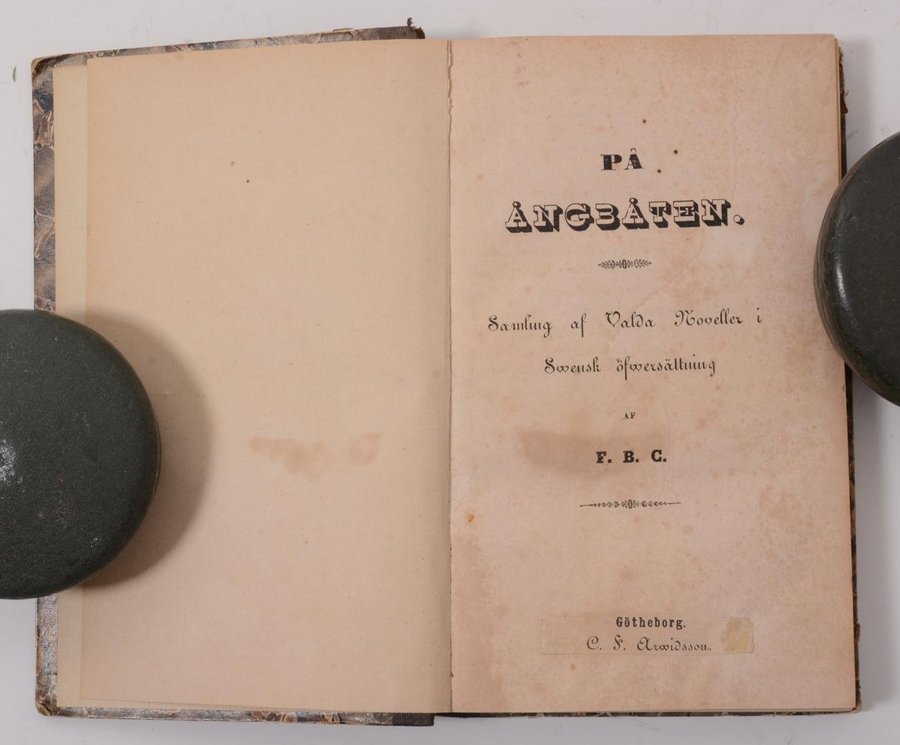 PÅ
ÅNGBÅTEN.
Samling af Valda Noveller i
Swensk öfwersättning
AF
F. B. C.
Götheborg.
C. F. Arwidsson.